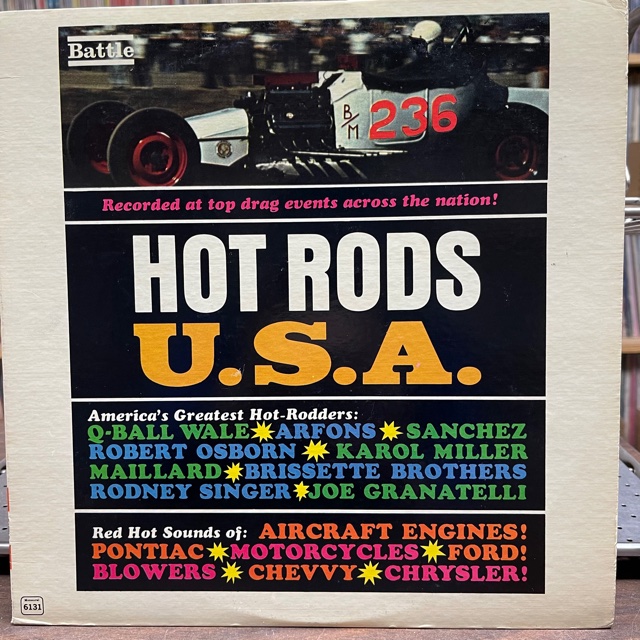 Battle
B/M 236
Recorded at top drag events across the nation!
HOT RODS
U.S.A.
America's Greatest Hot-Rodders:
Q-BALL WALE ARFONS SANCHEZ
ROBERT OSBORN KAROL MILLER
MAILLARD BRISSETTE BROTHERS
RODNEY SINGER JOE GRANATELLI
Red Hot Sounds of: AIRCRAFT ENGINES!
PONTIAC MOTORCYCLES FORD!
BLOWERS CHEVVY CHRYSLER!
6131